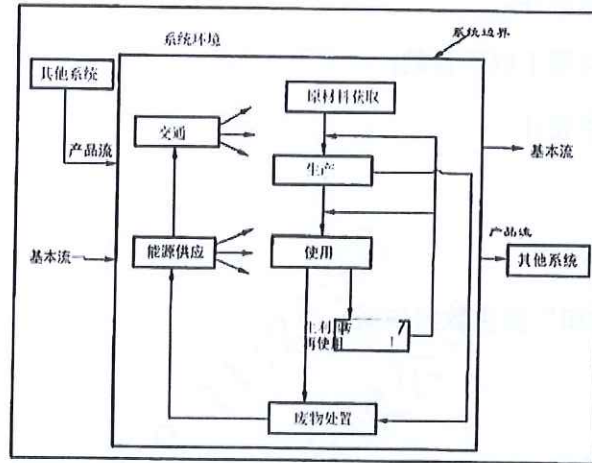 系统环境
系统边界
其他系统
原材料获取
交通
产品流
生产
基本流
能源供应
使用
基本流
产品流
其他系统
再使用
废物处置